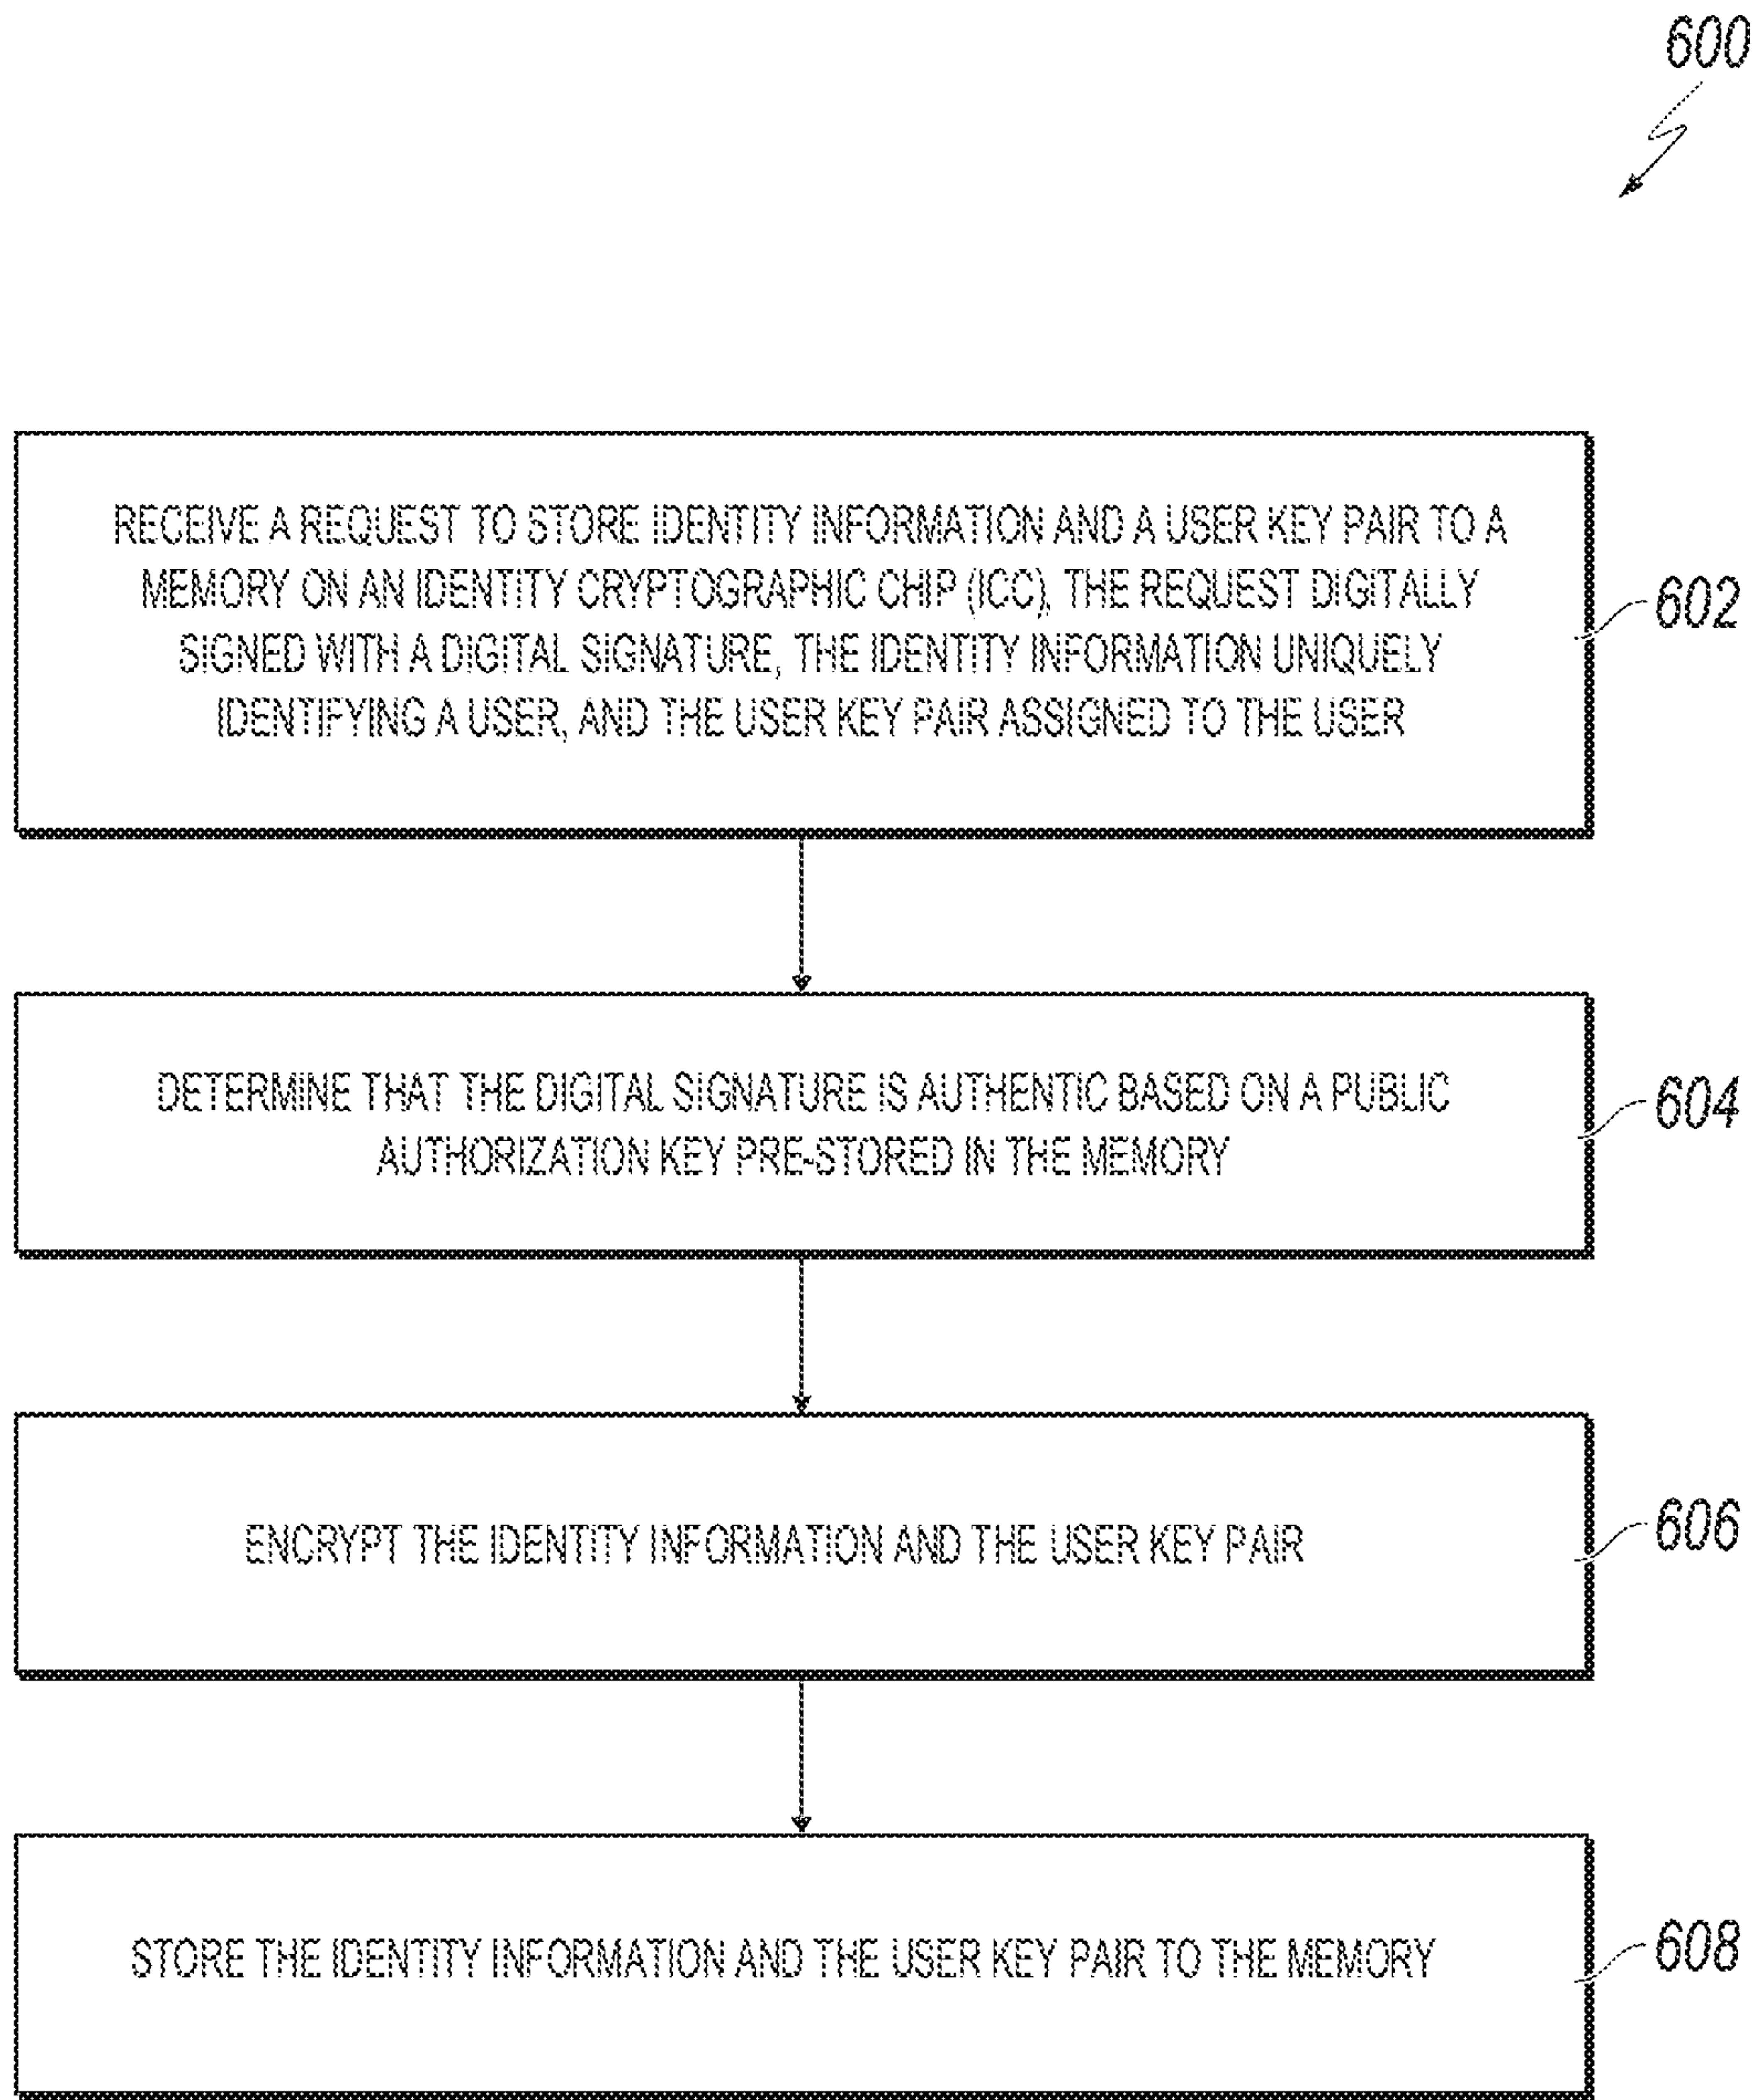 600
RECEIVE A REQUEST TO STORE IDENTITY INFORMATION AND A USER KEY PAIR TO A
MEMORY ON AN IDENTITY CRYPTOGRAPHIC CHIP (ICC), THE REQUEST DIGITALLY
SIGNED WITH A DIGITAL SIGNATURE, THE IDENTITY INFORMATION UNIQUELY
IDENTIFYING A USER, AND THE USER KEY PAIR ASSIGNED TO THE USER
602
DETERMINE THAT THE DIGITAL SIGNATURE IS AUTHENTIC BASED ON A PUBLIC
AUTHORIZATION KEY PRE-STORED IN THE MEMORY
604
ENCRYPT THE IDENTITY INFORMATION AND THE USER KEY PAIR
606
STORE THE IDENTITY INFORMATION AND THE USER KEY PAIR TO THE MEMORY
608